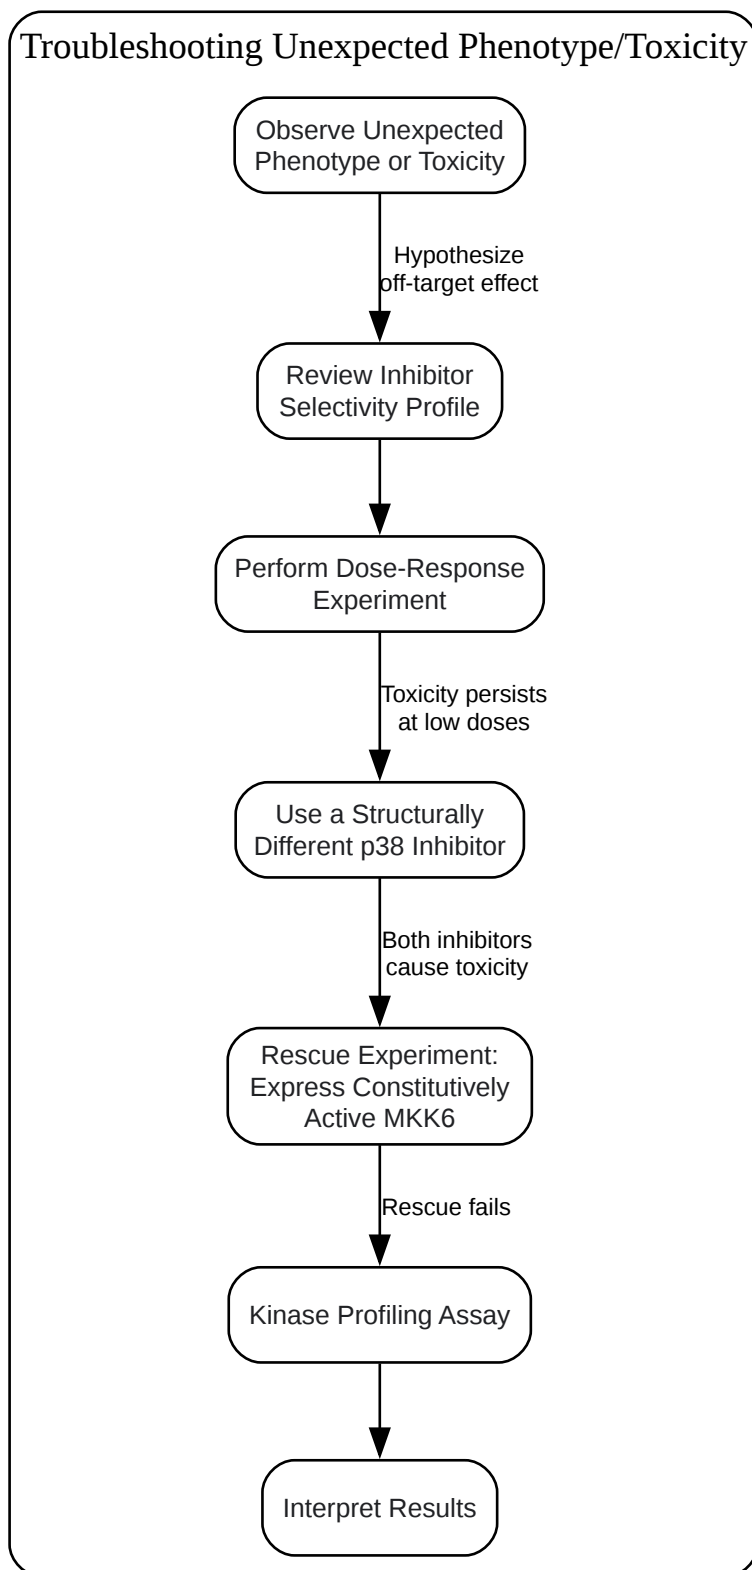 Troubleshooting Unexpected Phenotype/Toxicity
Observe Unexpected
Phenotype or Toxicity
Hypothesize
off-target effect
Review Inhibitor
Selectivity Profile
Perform Dose-Response
Experiment
Toxicity persists
at low doses
Use a Structurally
Different p38 Inhibitor
Both inhibitors
cause toxicity
Rescue Experiment:
Express Constitutively
Active MKK6
Rescue fails
Kinase Profiling Assay
Interpret Results